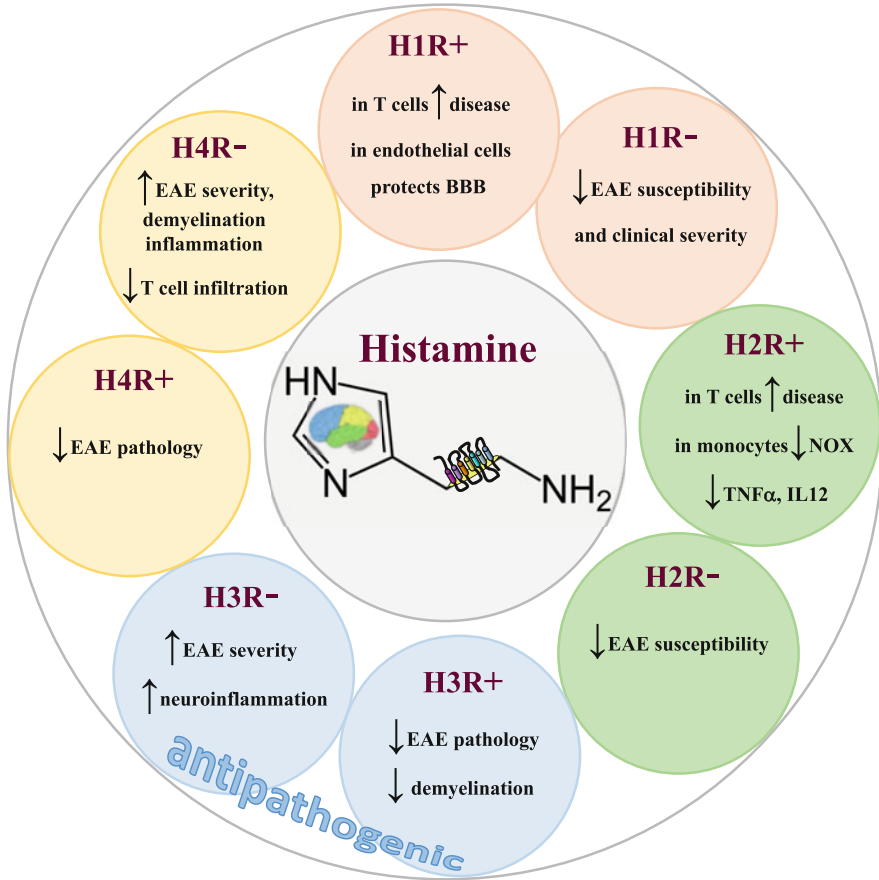 H1R+
in T cells ↑ disease
in endothelial cells
protects BBB
H1R-
↓ EAE susceptibility
and clinical severity
H2R+
in T cells ↑ disease
in monocytes ↓ NOX
↓ TNFα, IL12
H2R-
↓ EAE susceptibility
H3R+
↓ EAE pathology
↓ demyelination
H3R-
↑ EAE severity
↑ neuroinflammation
antipathogenic
H4R+
↓ EAE pathology
H4R-
↑ EAE severity,
demyelination
inflammation
↓ T cell infiltration
Histamine
HN
N
NH₂